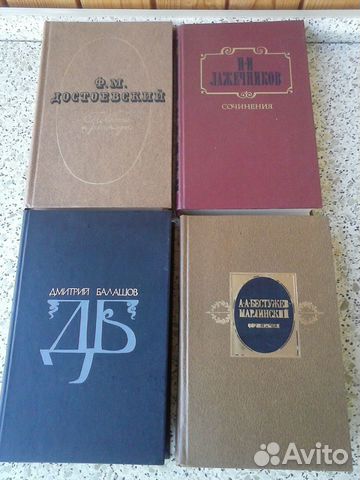 Ф. М.
ДОСТОЕВСКИЙ
И·И
ЛАЖЕЧНИКОВ
СОЧИНЕНИЯ
ДМИТРИЙ БАЛАШОВ
ДБ
А·А·БЕСТУЖЕВ
МАРЛИНСКИЙ
Avito